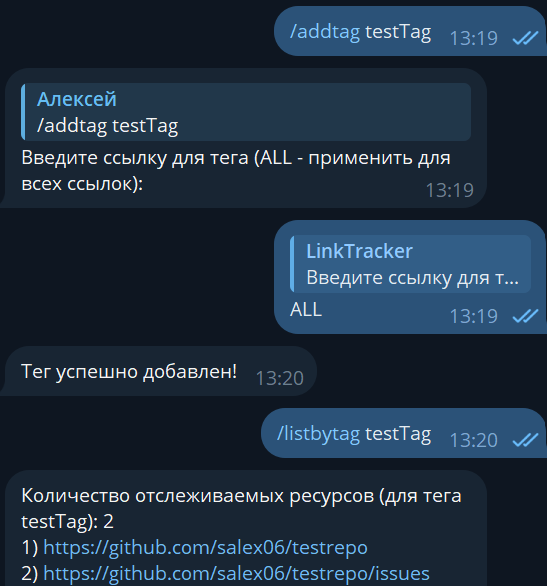 /addtag testTag 13:19
Алексей
/addtag testTag
Введите ссылку для тега (ALL - применить для
всех ссылок):
13:19
LinkTracker
Введите ссылку для т...
ALL
13:19
Тег успешно добавлен! 13:20
/listbytag testTag 13:20
Количество отслеживаемых ресурсов (для тега
testTag): 2
1) https://github.com/salex06/testrepo
2) https://github.com/salex06/testrepo/issues